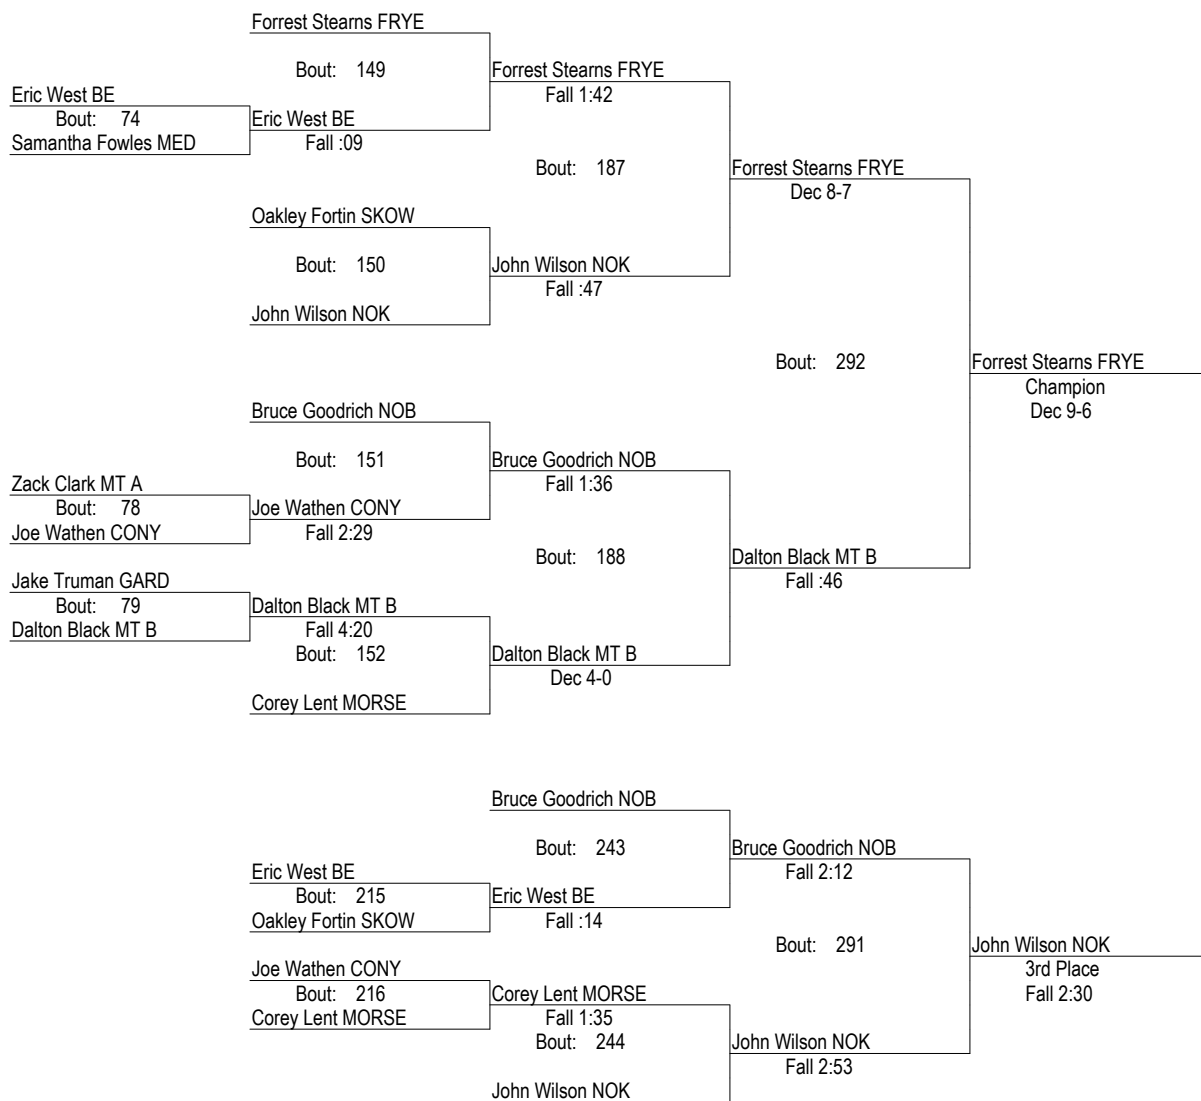 Forrest Stearns FRYE
Bout: 149
Forrest Stearns FRYE
Eric West BE
Fall 1:42
Bout: 74
Eric West BE
Samantha Fowles MED
Fall :09
Bout: 187
Forrest Stearns FRYE
Dec 8-7
Oakley Fortin SKOW
Bout: 150
John Wilson NOK
Fall :47
John Wilson NOK
Bout: 292
Forrest Stearns FRYE
Champion
Dec 9-6
Bruce Goodrich NOB
Bout: 151
Bruce Goodrich NOB
Zack Clark MT A
Fall 1:36
Bout: 78
Joe Wathen CONY
Joe Wathen CONY
Fall 2:29
Bout: 188
Dalton Black MT B
Jake Truman GARD
Fall :46
Bout: 79
Dalton Black MT B
Dalton Black MT B
Fall 4:20
Bout: 152
Dalton Black MT B
Dec 4-0
Corey Lent MORSE
Bruce Goodrich NOB
Bout: 243
Bruce Goodrich NOB
Eric West BE
Fall 2:12
Bout: 215
Eric West BE
Oakley Fortin SKOW
Fall :14
Bout: 291
John Wilson NOK
Joe Wathen CONY
3rd Place
Bout: 216
Corey Lent MORSE
Fall 2:30
Corey Lent MORSE
Fall 1:35
Bout: 244
John Wilson NOK
Fall 2:53
John Wilson NOK